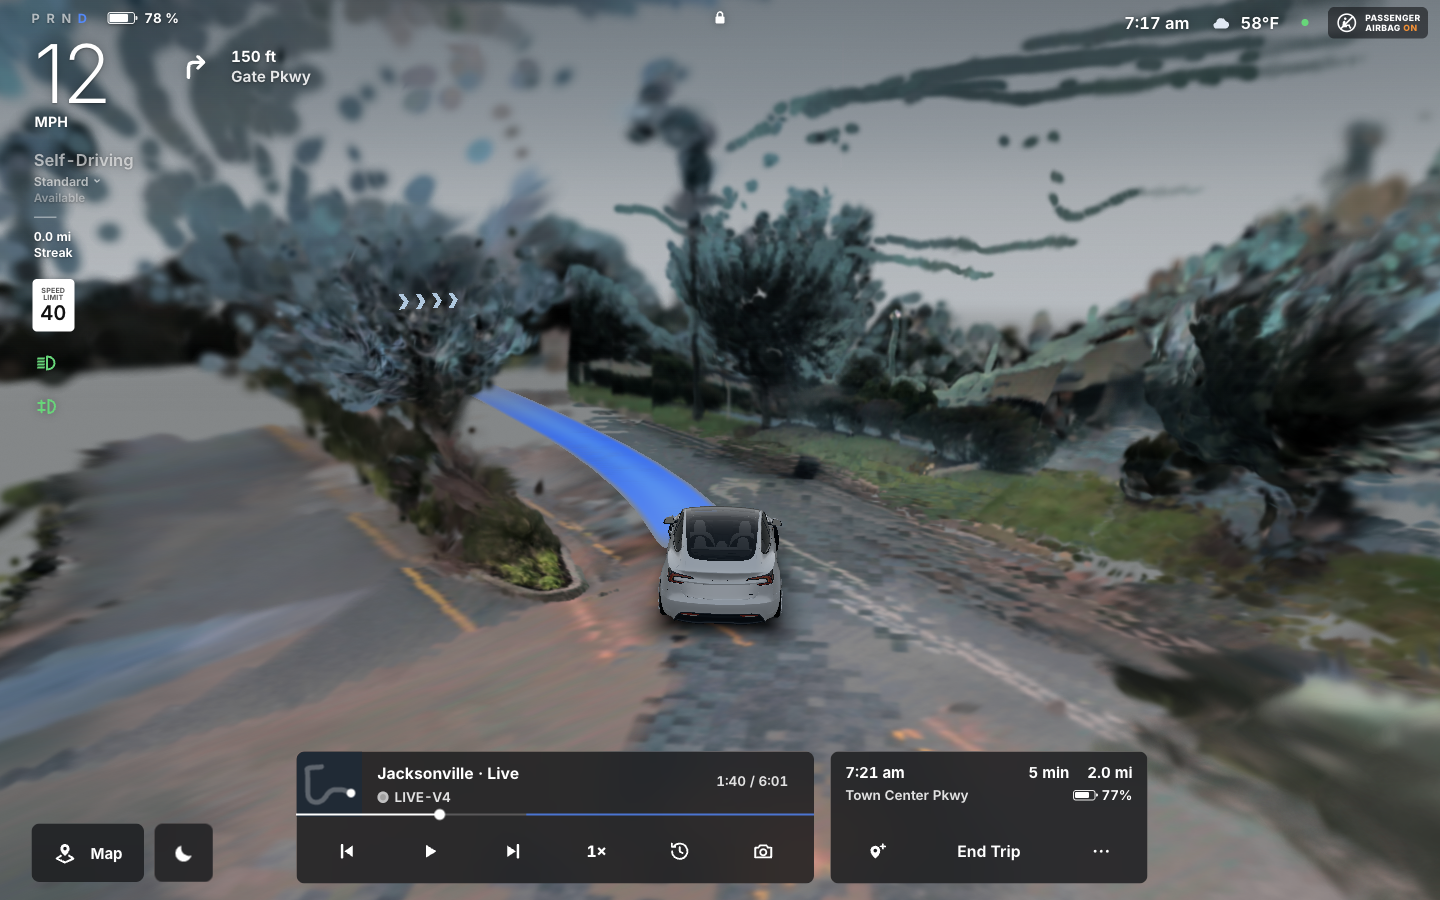 P R N D
78 %
7:17 am
58°F
PASSENGER
AIRBAG ON
12
MPH
150 ft
Gate Pkwy
Self-Driving
Standard
Available
0.0 mi
Streak
SPEED
LIMIT
40
Jacksonville · Live
LIVE-V4
1:40 / 6:01
1×
7:21 am
5 min
2.0 mi
Town Center Pkwy
77%
End Trip
Map